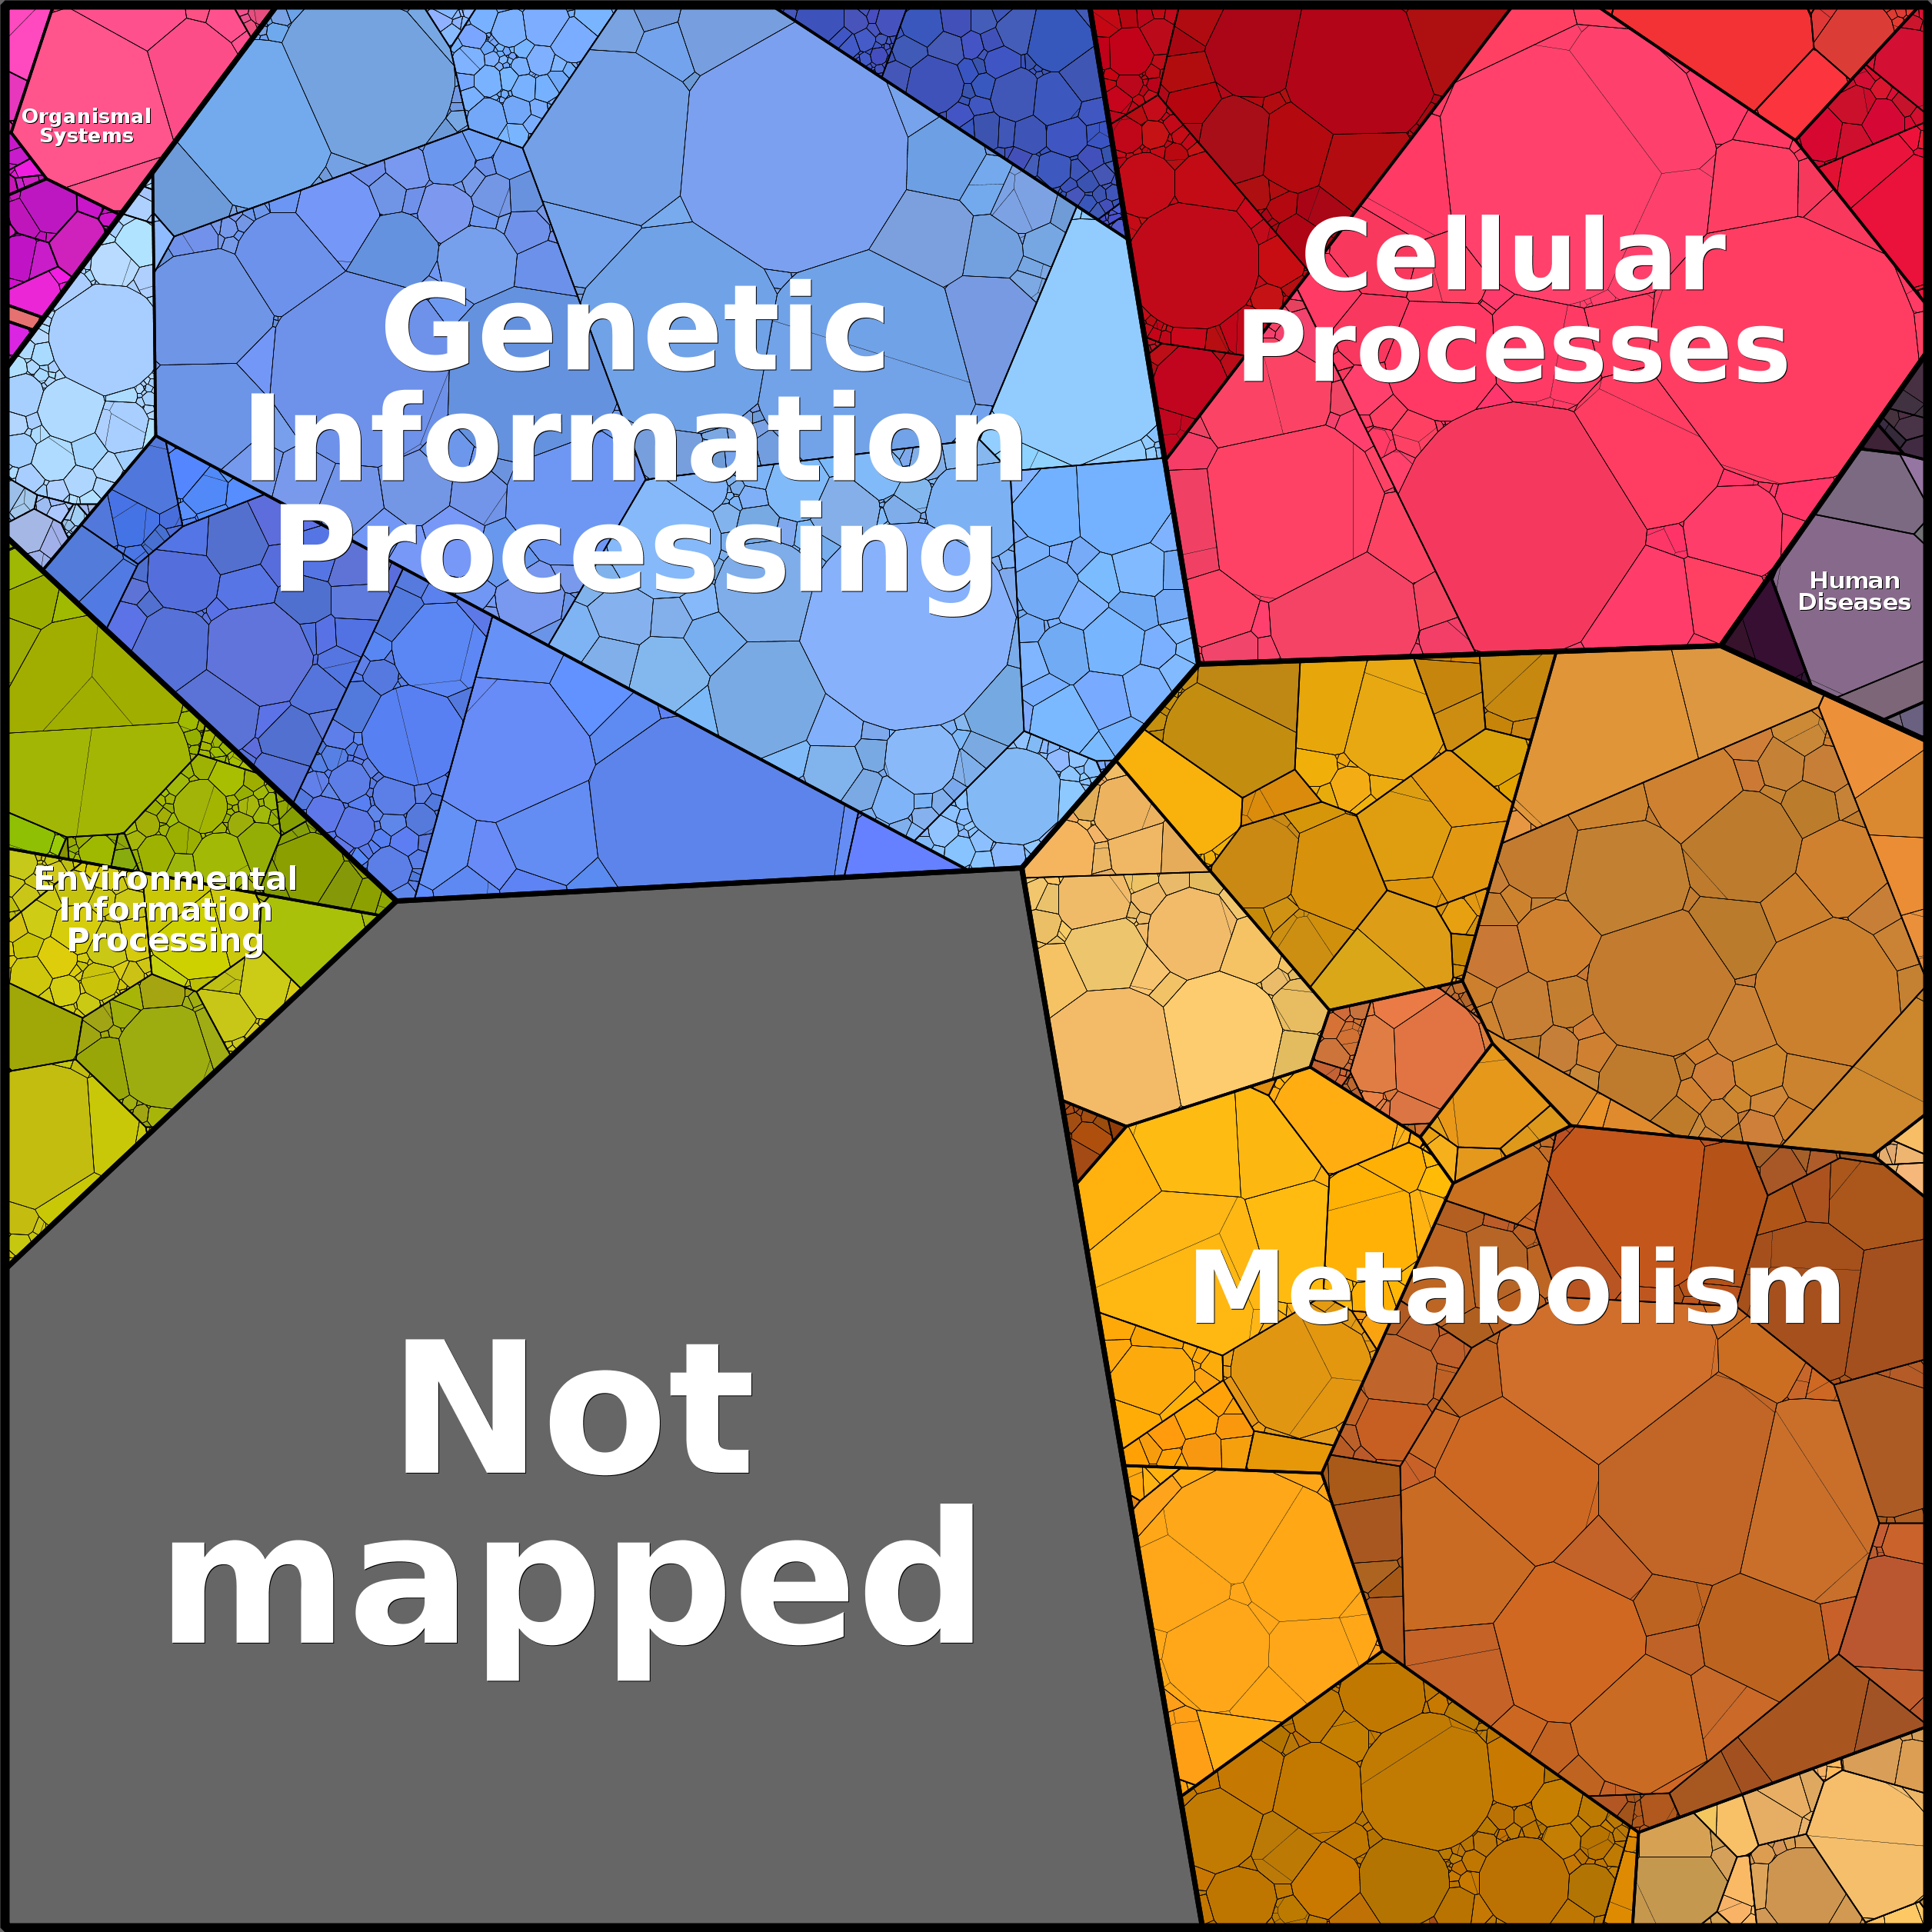 Organismal
Systems
Genetic
Information
Processing
Cellular
Processes
Human
Diseases
Environmental
Information
Processing
Metabolism
Not
mapped